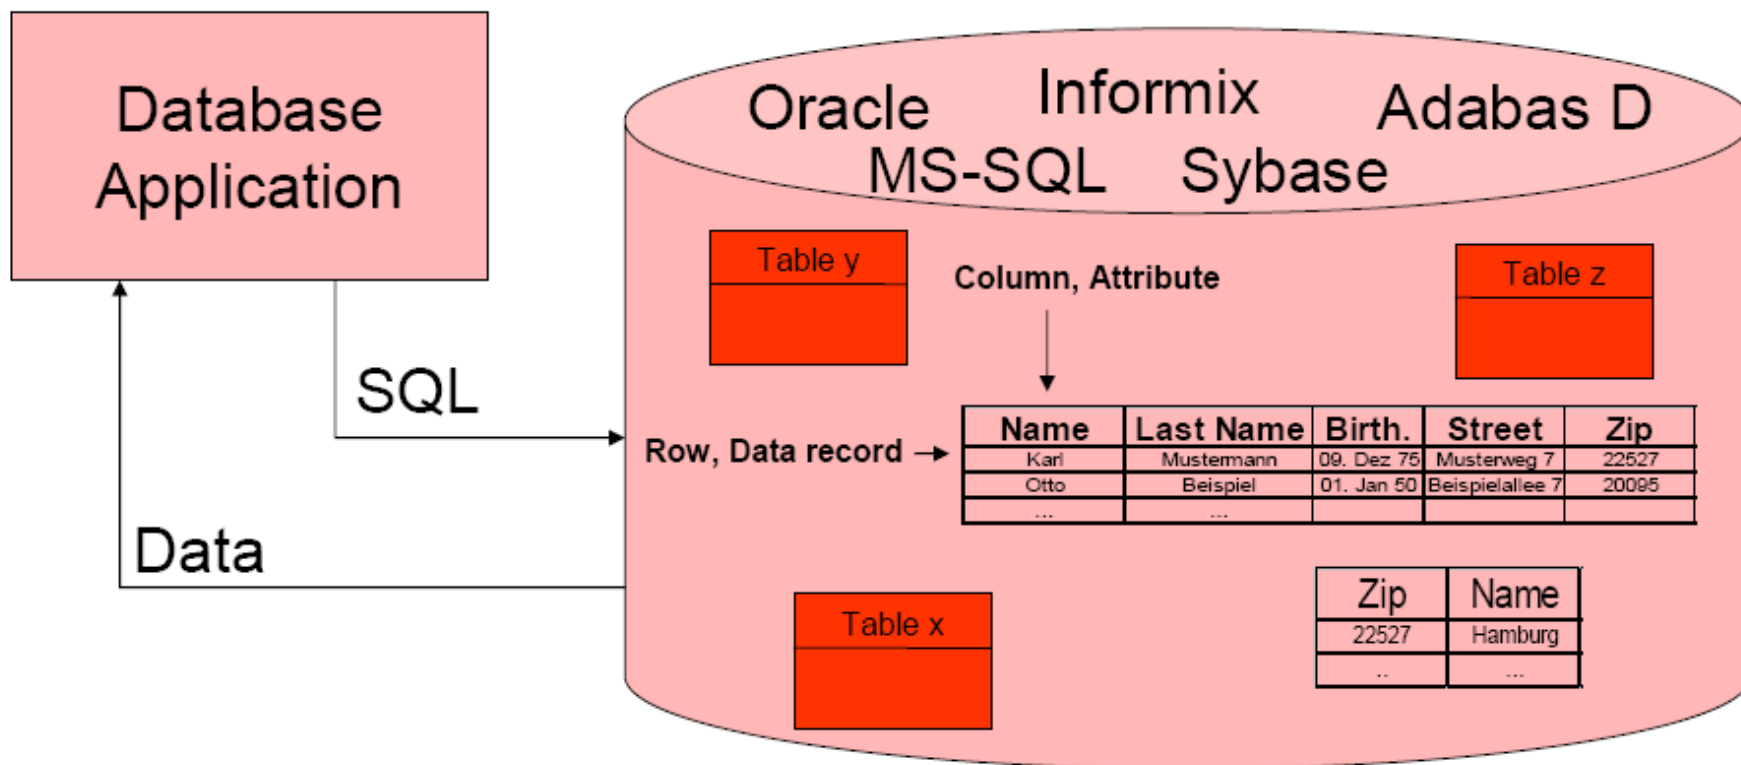 Database
Application
Oracle Informix Adabas D
MS-SQL Sybase
Table y
Column, Attribute
Table z
SQL
Row, Data record
Name Last Name Birth. Street Zip
Karl Mustermann 09. Dez 75 Musterweg 7 22527
Otto Beispiel 01. Jan 50 Beispielallee 7 20095
... ...
Data
Zip Name
22527 Hamburg
.. ...
Table x